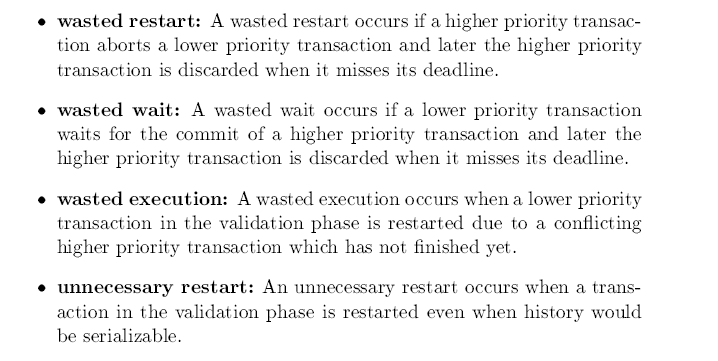 • wasted restart: A wasted restart occurs if a higher priority transac-
tion aborts a lower priority transaction and later the higher priority
transaction is discarded when it misses its deadline.
• wasted wait: A wasted wait occurs if a lower priority transaction
waits for the commit of a higher priority transaction and later the
higher priority transaction is discarded when it misses its deadline.
• wasted execution: A wasted execution occurs when a lower priority
transaction in the validation phase is restarted due to a conflicting
higher priority transaction which has not finished yet.
• unnecessary restart: An unnecessary restart occurs when a trans-
action in the validation phase is restarted even when history would
be serializable.